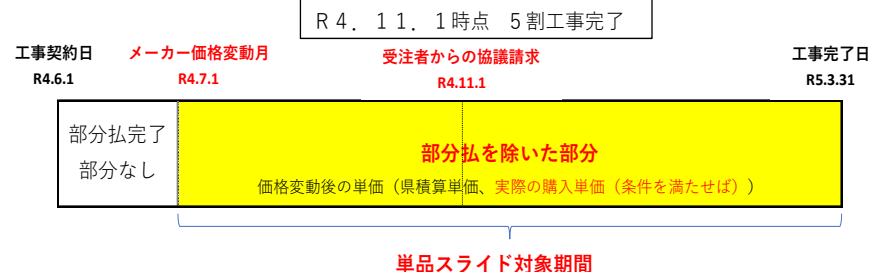 R4．11．1時点　5割工事完了
工事契約日
R4.6.1
メーカー価格変動月
R4.7.1
受注者からの協議請求
R4.11.1
工事完了日
R5.3.31
部分払完了
部分なし
部分払を除いた部分
価格変動後の単価（県積算単価、実際の購入単価（条件を満たせば））
単品スライド対象期間